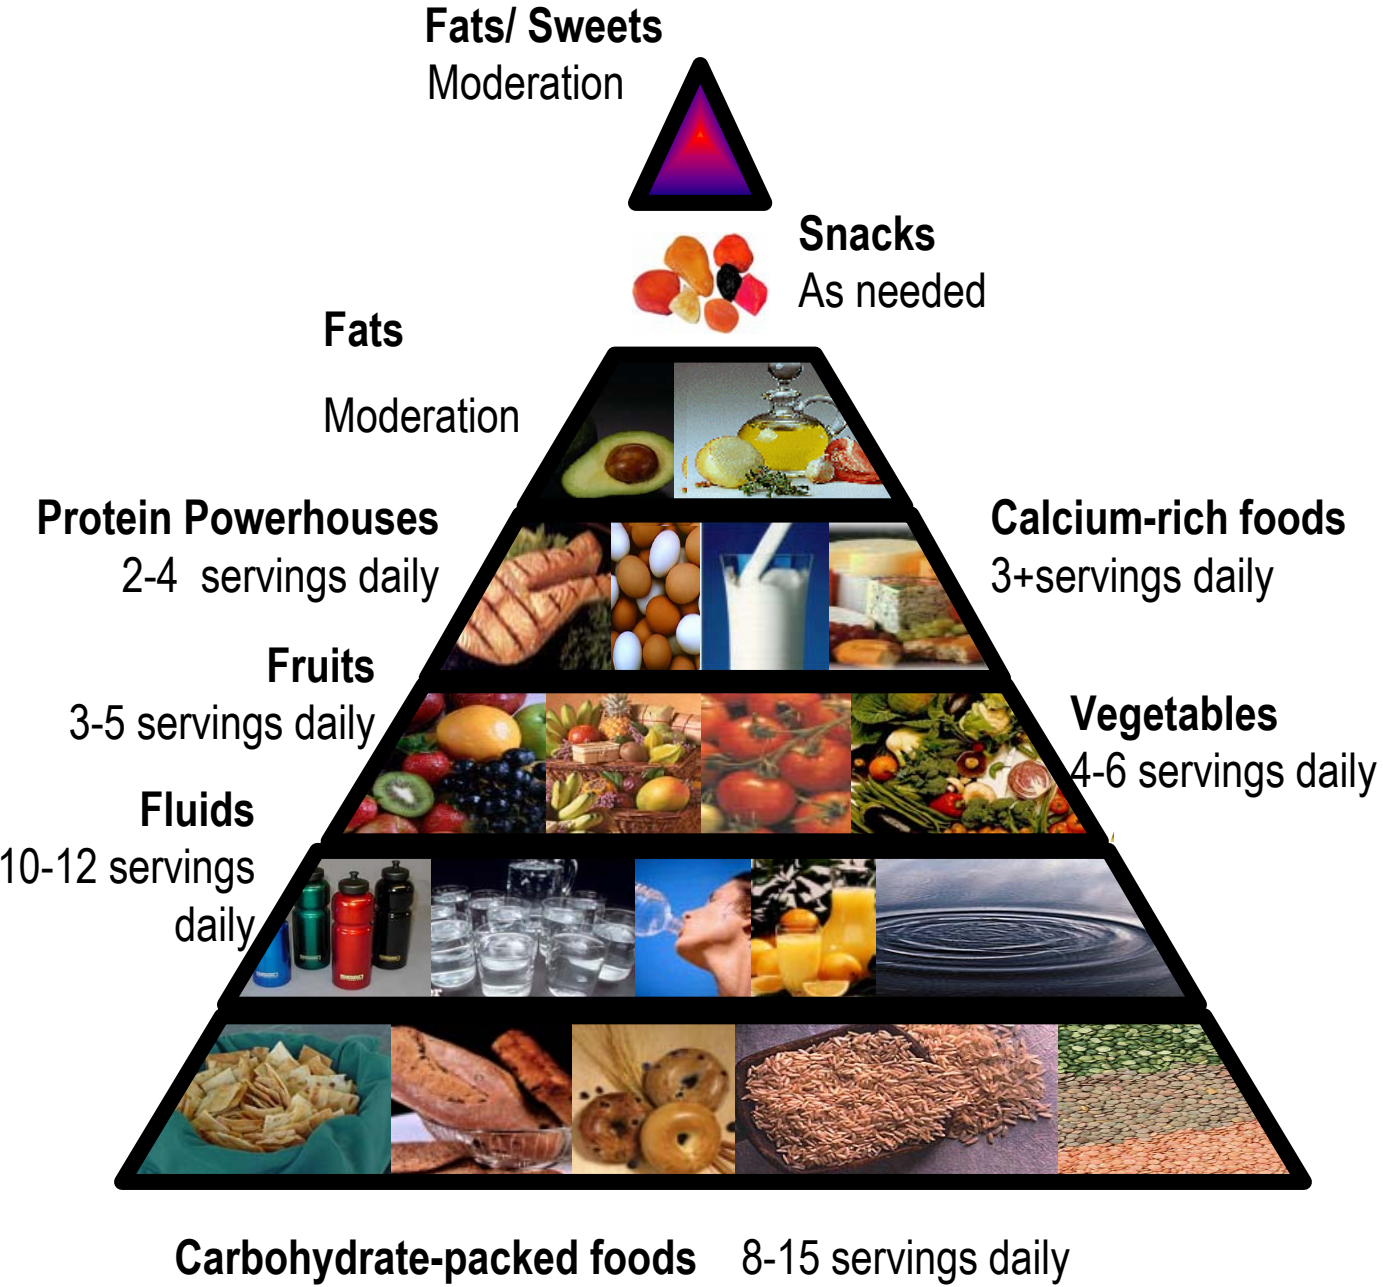 Fats/ Sweets
Moderation
Snacks
As needed
Fats
Moderation
Protein Powerhouses
2-4 servings daily
Calcium-rich foods
3+servings daily
Fruits
3-5 servings daily
Vegetables
4-6 servings daily
Fluids
10-12 servings
daily
Carbohydrate-packed foods 8-15 servings daily